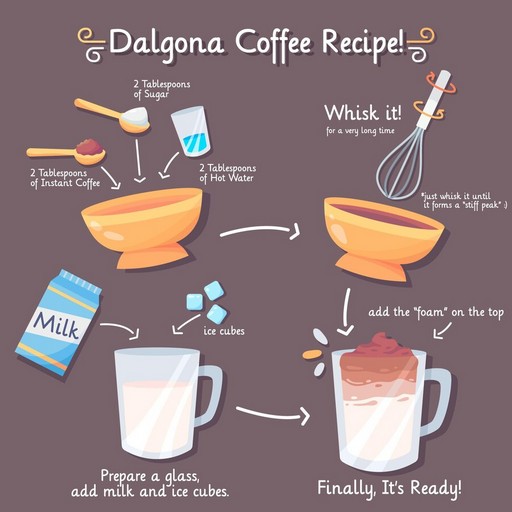 Dalgona Coffee Recipe!
2 Tablespoons
of Sugar
2 Tablespoons
of Instant Coffee
2 Tablespoons
of Hot Water
Whisk it!
for a very long time
*just whisk it until
it forms a "stiff peak" :)
Milk
ice cubes
add the "foam" on the top
Prepare a glass,
add milk and ice cubes.
Finally, It's Ready!